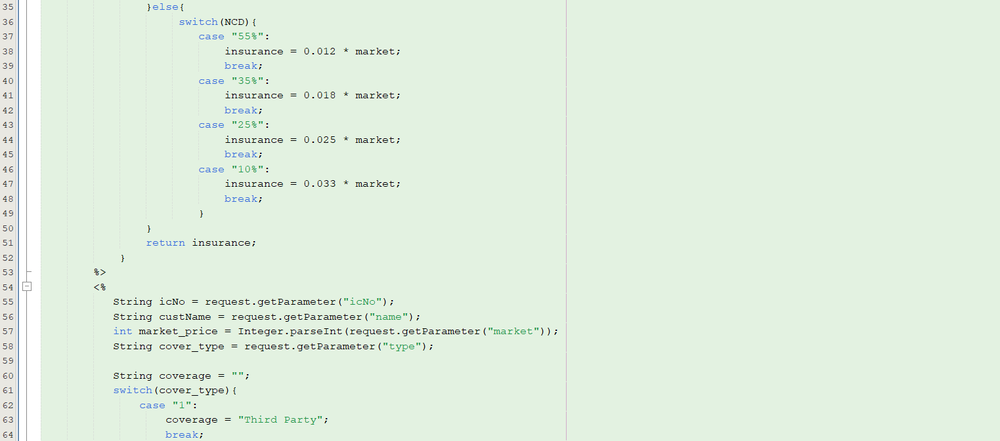 35 }else{
36 switch(NCD){
37 case "55%":
38 insurance = 0.012 * market;
39 break;
40 case "35%":
41 insurance = 0.018 * market;
42 break;
43 case "25%":
44 insurance = 0.025 * market;
45 break;
46 case "10%":
47 insurance = 0.033 * market;
48 break;
49 }
50 }
51 return insurance;
52 }
53 %>
54 <%
55 String icNo = request.getParameter("icNo");
56 String custName = request.getParameter("name");
57 int market_price = Integer.parseInt(request.getParameter("market"));
58 String cover_type = request.getParameter("type");
59
60 String coverage = "";
61 switch(cover_type){
62 case "1":
63 coverage = "Third Party";
64 break;